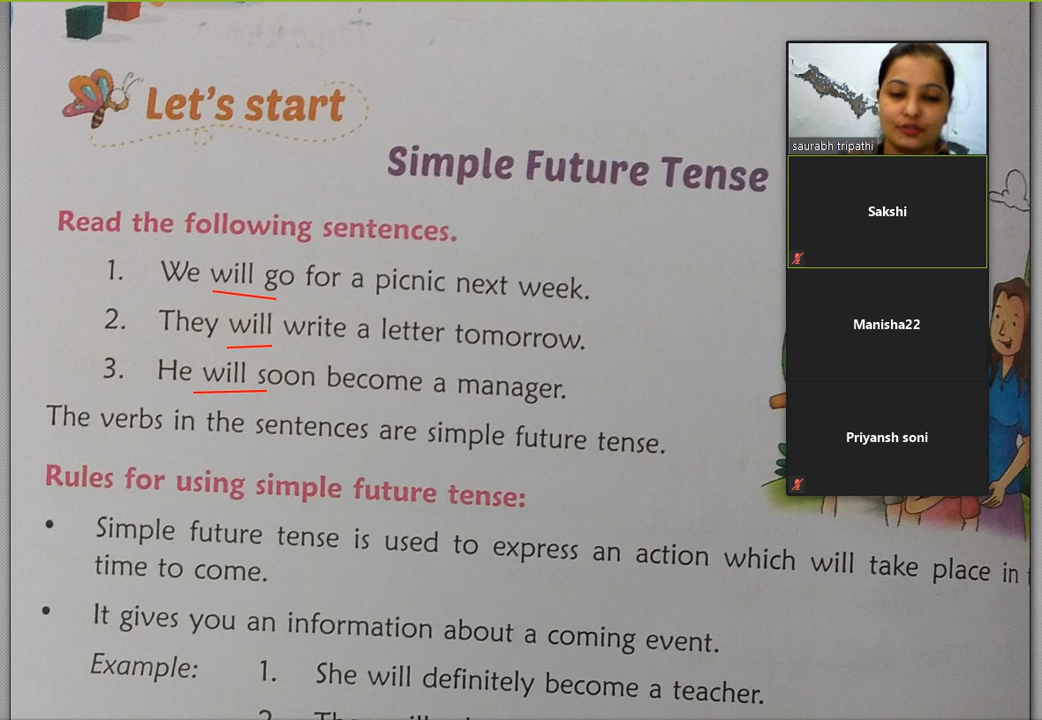 Let's start
Simple Future Tense
Read the following sentences.
1. We will go for a picnic next week.
2. They will write a letter tomorrow.
3. He will soon become a manager.
The verbs in the sentences are simple future tense.
Rules for using simple future tense:
• Simple future tense is used to express an action which will take place in
time to come.
• It gives you an information about a coming event.
Example: 1. She will definitely become a teacher.
saurabh tripathi
Sakshi
Manisha22
Priyansh soni